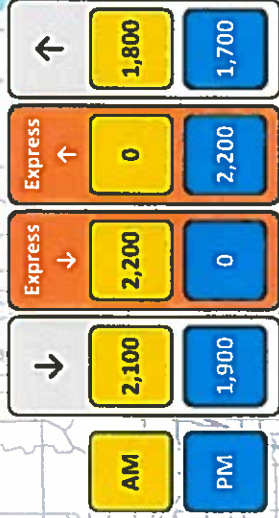 Express Express
← ← → →
AM 2,100 2,200 0 1,800
PM 1,900 0 2,200 1,700